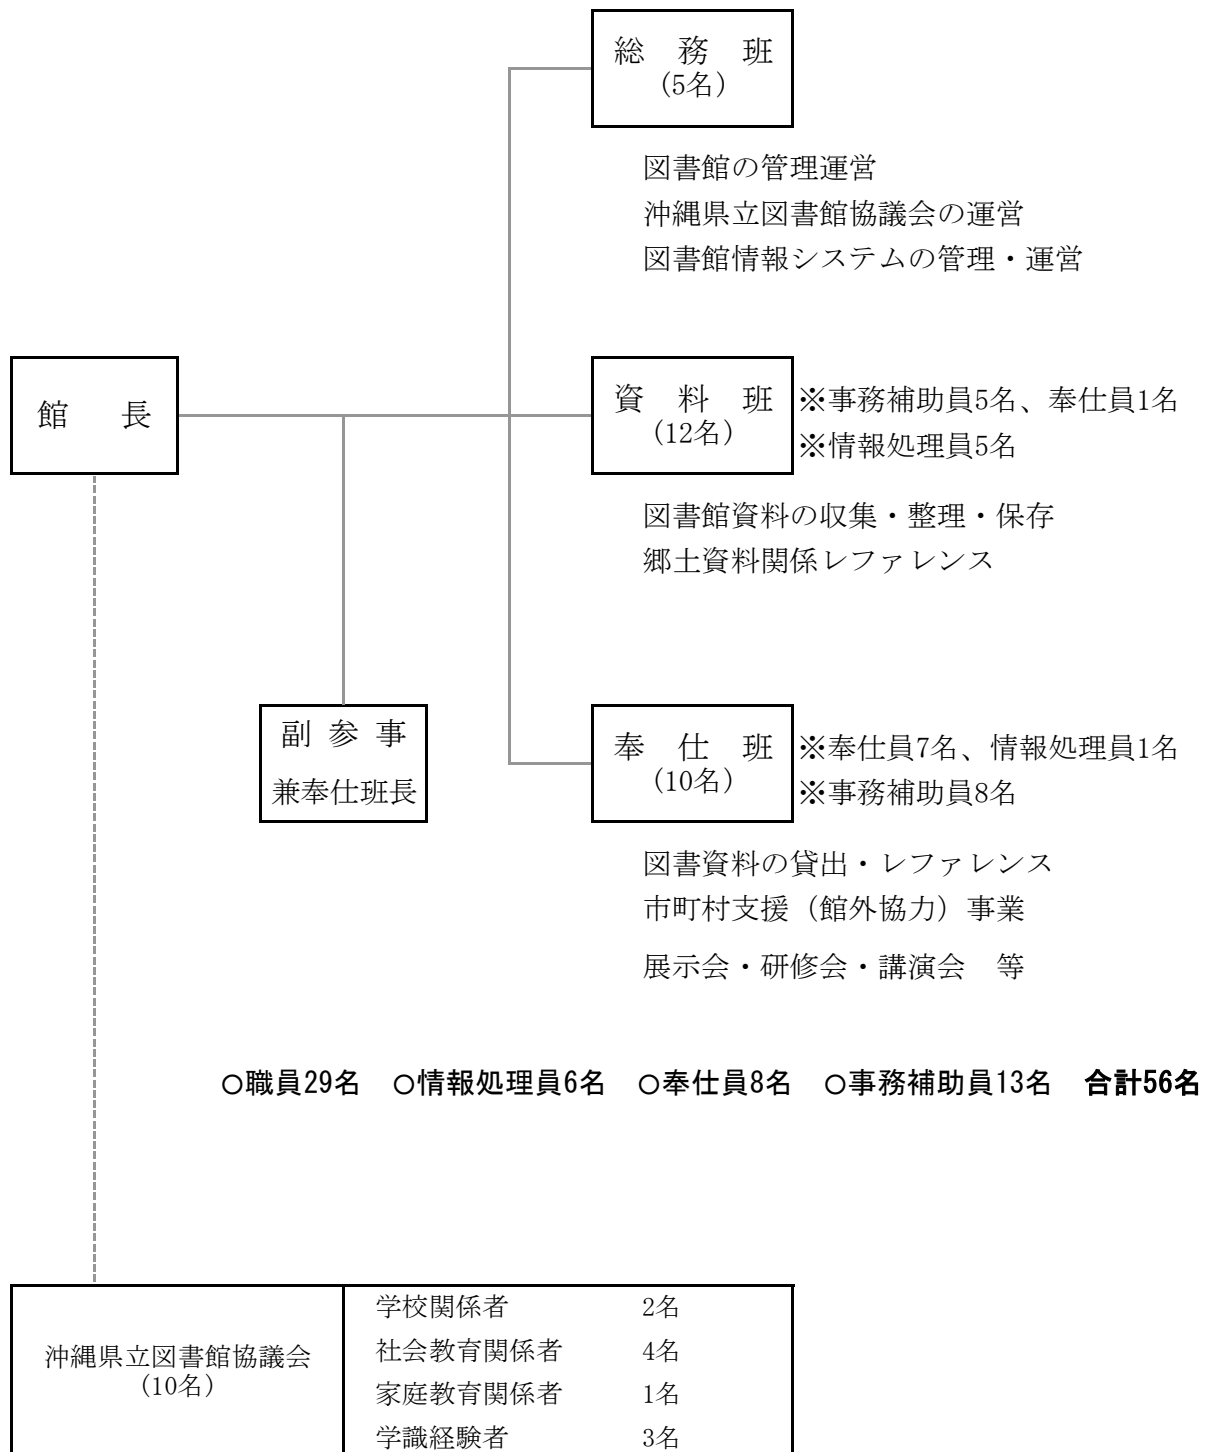 総　務　班
(5名)
図書館の管理運営
沖縄県立図書館協議会の運営
図書館情報システムの管理・運営
館　長
資　料　班
(12名)
※事務補助員5名、奉仕員1名
※情報処理員5名
図書館資料の収集・整理・保存
郷土資料関係レファレンス
副 参 事
兼奉仕班長
奉　仕　班
(10名)
※奉仕員7名、情報処理員1名
※事務補助員8名
図書資料の貸出・レファレンス
市町村支援（館外協力）事業
展示会・研修会・講演会　等
○職員29名　○情報処理員6名　○奉仕員8名　○事務補助員13名　合計56名
沖縄県立図書館協議会
(10名)
学校関係者　2名
社会教育関係者　4名
家庭教育関係者　1名
学識経験者　3名